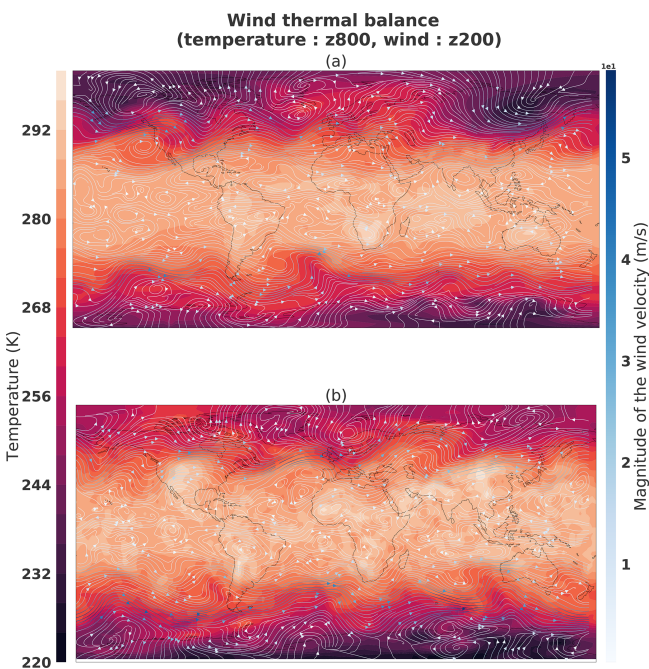 Wind thermal balance
(temperature : z800, wind : z200)
(a)
1e1
292
280
268
256
244
232
220
Temperature (K)
5
4
3
2
1
Magnitude of the wind velocity (m/s)
(b)